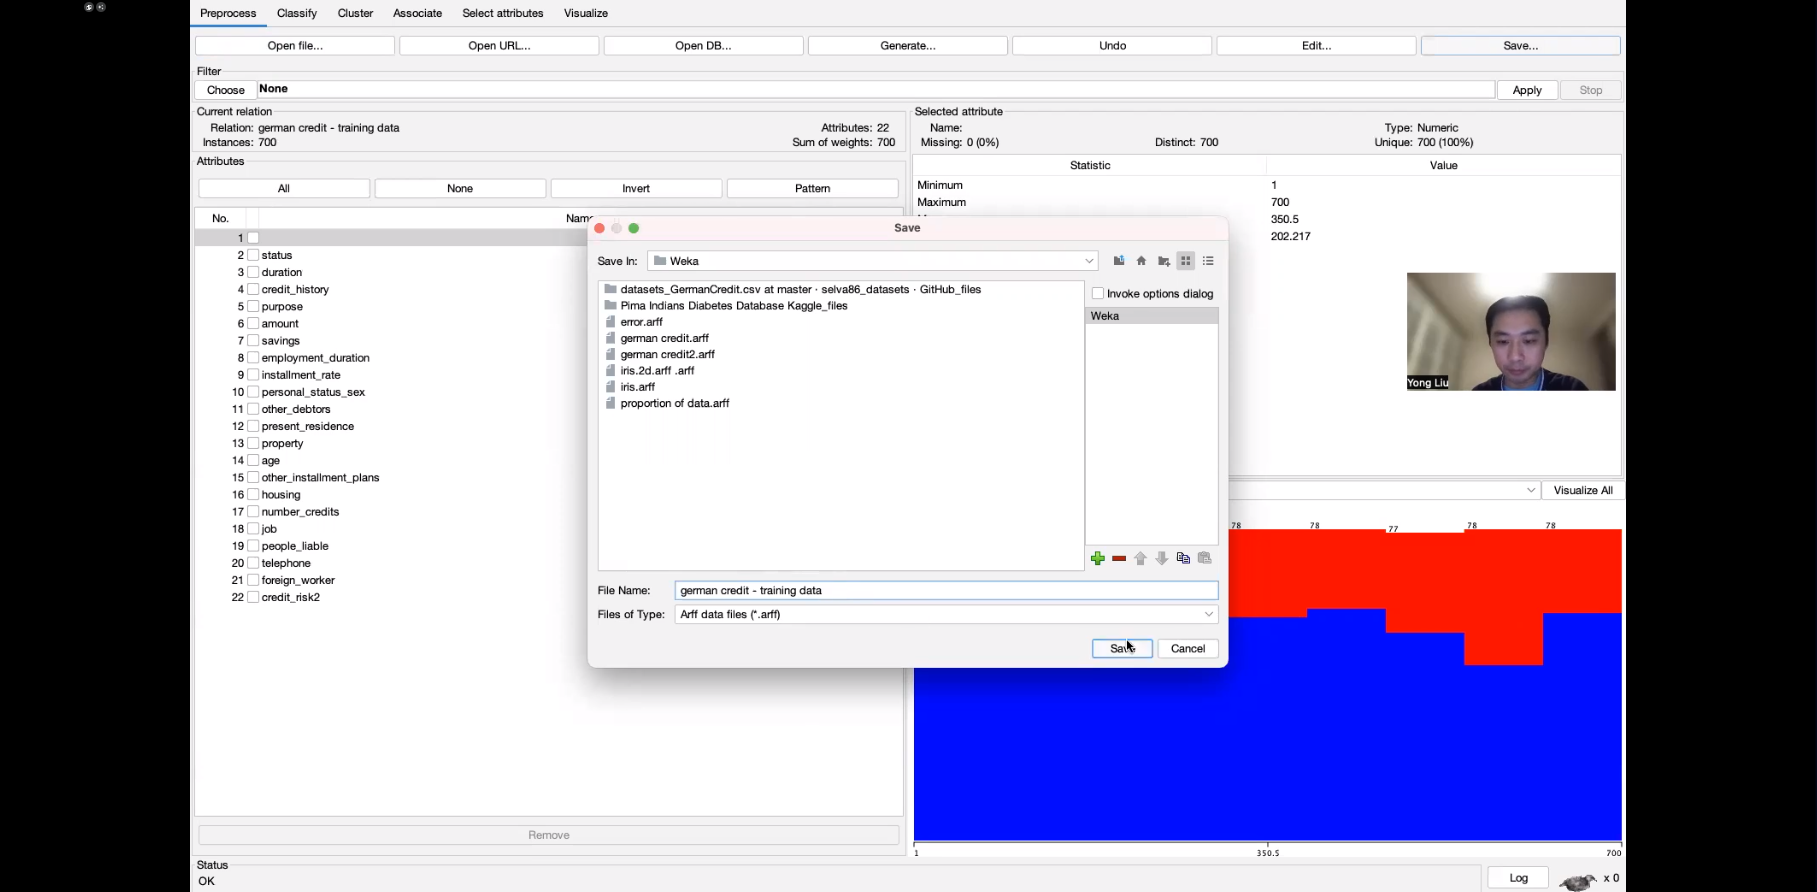 Preprocess Classify Cluster Associate Select attributes Visualize
Open file... Open URL... Open DB... Generate... Undo Edit... Save...
Filter
Choose None Apply Stop
Current relation
Relation: german credit - training data Attributes: 22
Instances: 700 Sum of weights: 700
Selected attribute
Name: Type: Numeric
Missing: 0 (0%) Distinct: 700 Unique: 700 (100%)
Attributes
All None Invert Pattern
No. Name
1
2 status
3 duration
4 credit_history
5 purpose
6 amount
7 savings
8 employment_duration
9 installment_rate
10 personal_status_sex
11 other_debtors
12 present_residence
13 property
14 age
15 other_installment_plans
16 housing
17 number_credits
18 job
19 people_liable
20 telephone
21 foreign_worker
22 credit_risk2
Remove
Statistic Value
Minimum 1
Maximum 700
350.5
202.217
Save
Save In: Weka
datasets_GermanCredit.csv at master · selva86_datasets · GitHub_files
Pima Indians Diabetes Database Kaggle_files
error.arff
german credit.arff
german credit2.arff
iris.2d.arff .arff
iris.arff
proportion of data.arff
Invoke options dialog
Weka
File Name: german credit - training data
Files of Type: Arff data files (*.arff)
Save Cancel
Yong Liu
Visualize All
78 78 77 78 78
1 350.5 700
Status
OK
Log x 0